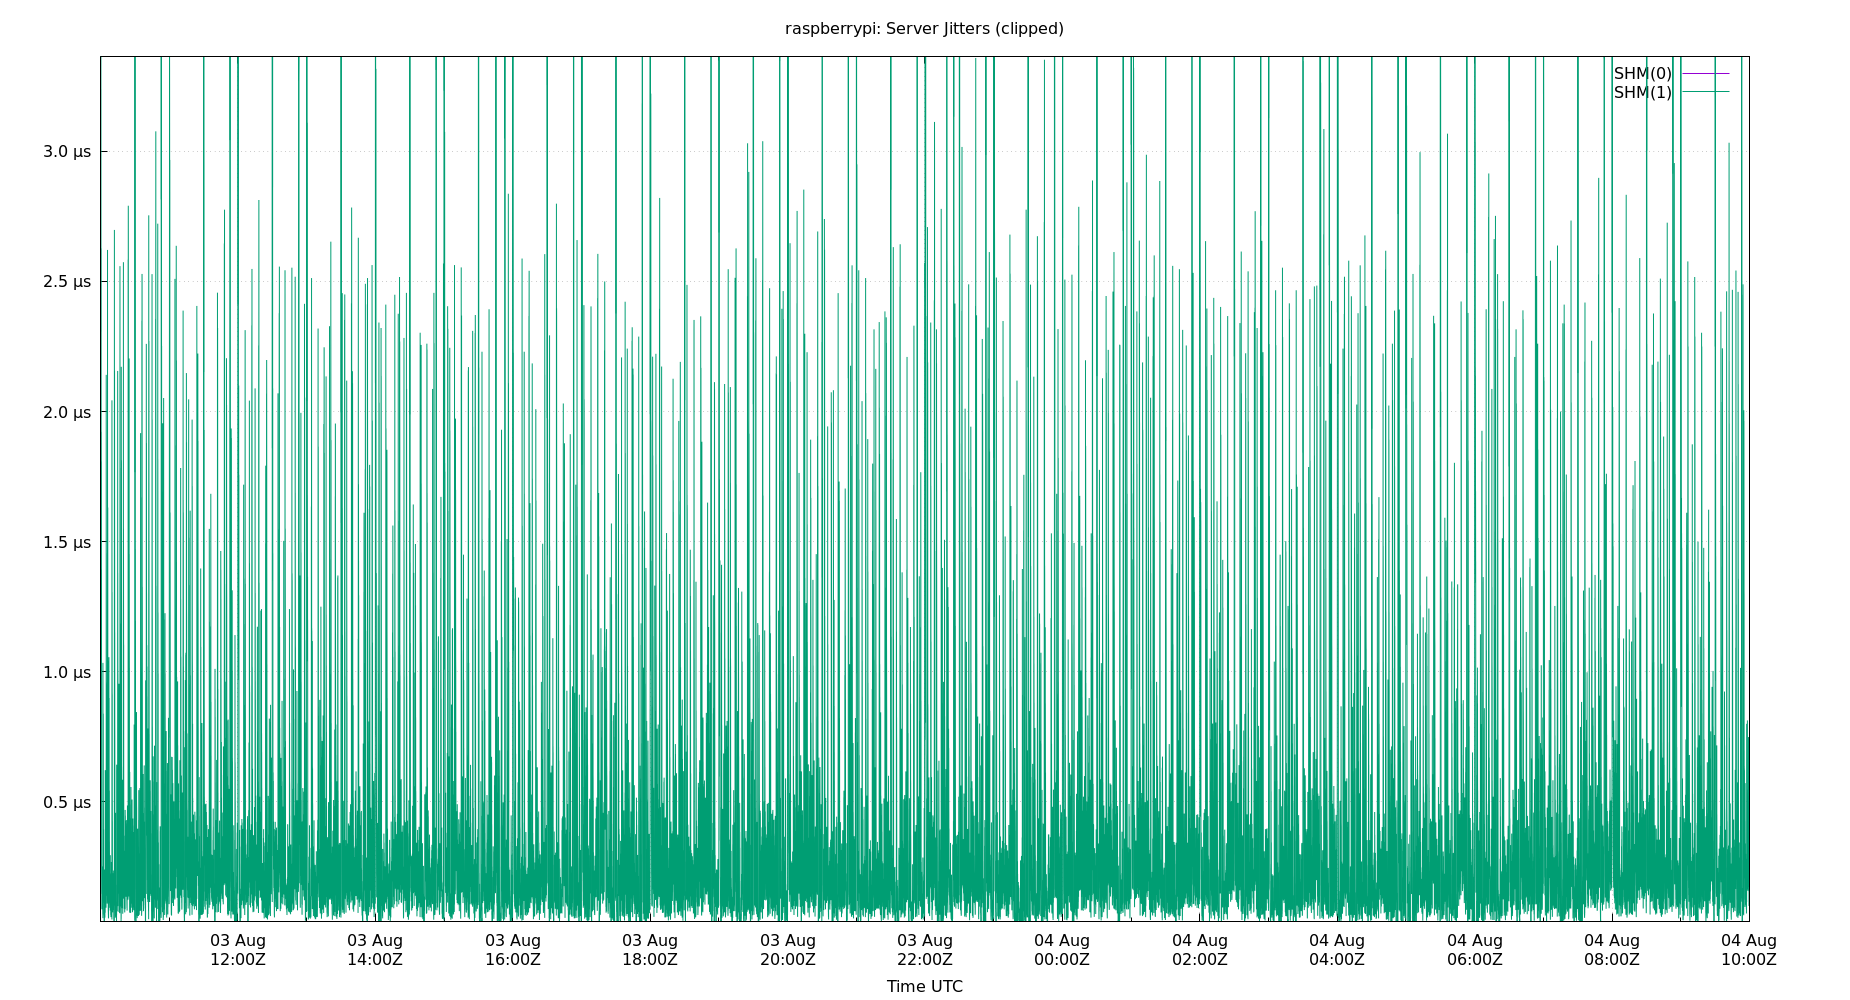 raspberrypi: Server Jitters (clipped)
SHM(0)
SHM(1)
3.0 µs
2.5 µs
2.0 µs
1.5 µs
1.0 µs
0.5 µs
03 Aug 03 Aug 03 Aug 03 Aug 03 Aug 03 Aug 04 Aug 04 Aug 04 Aug 04 Aug 04 Aug 04 Aug
12:00Z 14:00Z 16:00Z 18:00Z 20:00Z 22:00Z 00:00Z 02:00Z 04:00Z 06:00Z 08:00Z 10:00Z
Time UTC